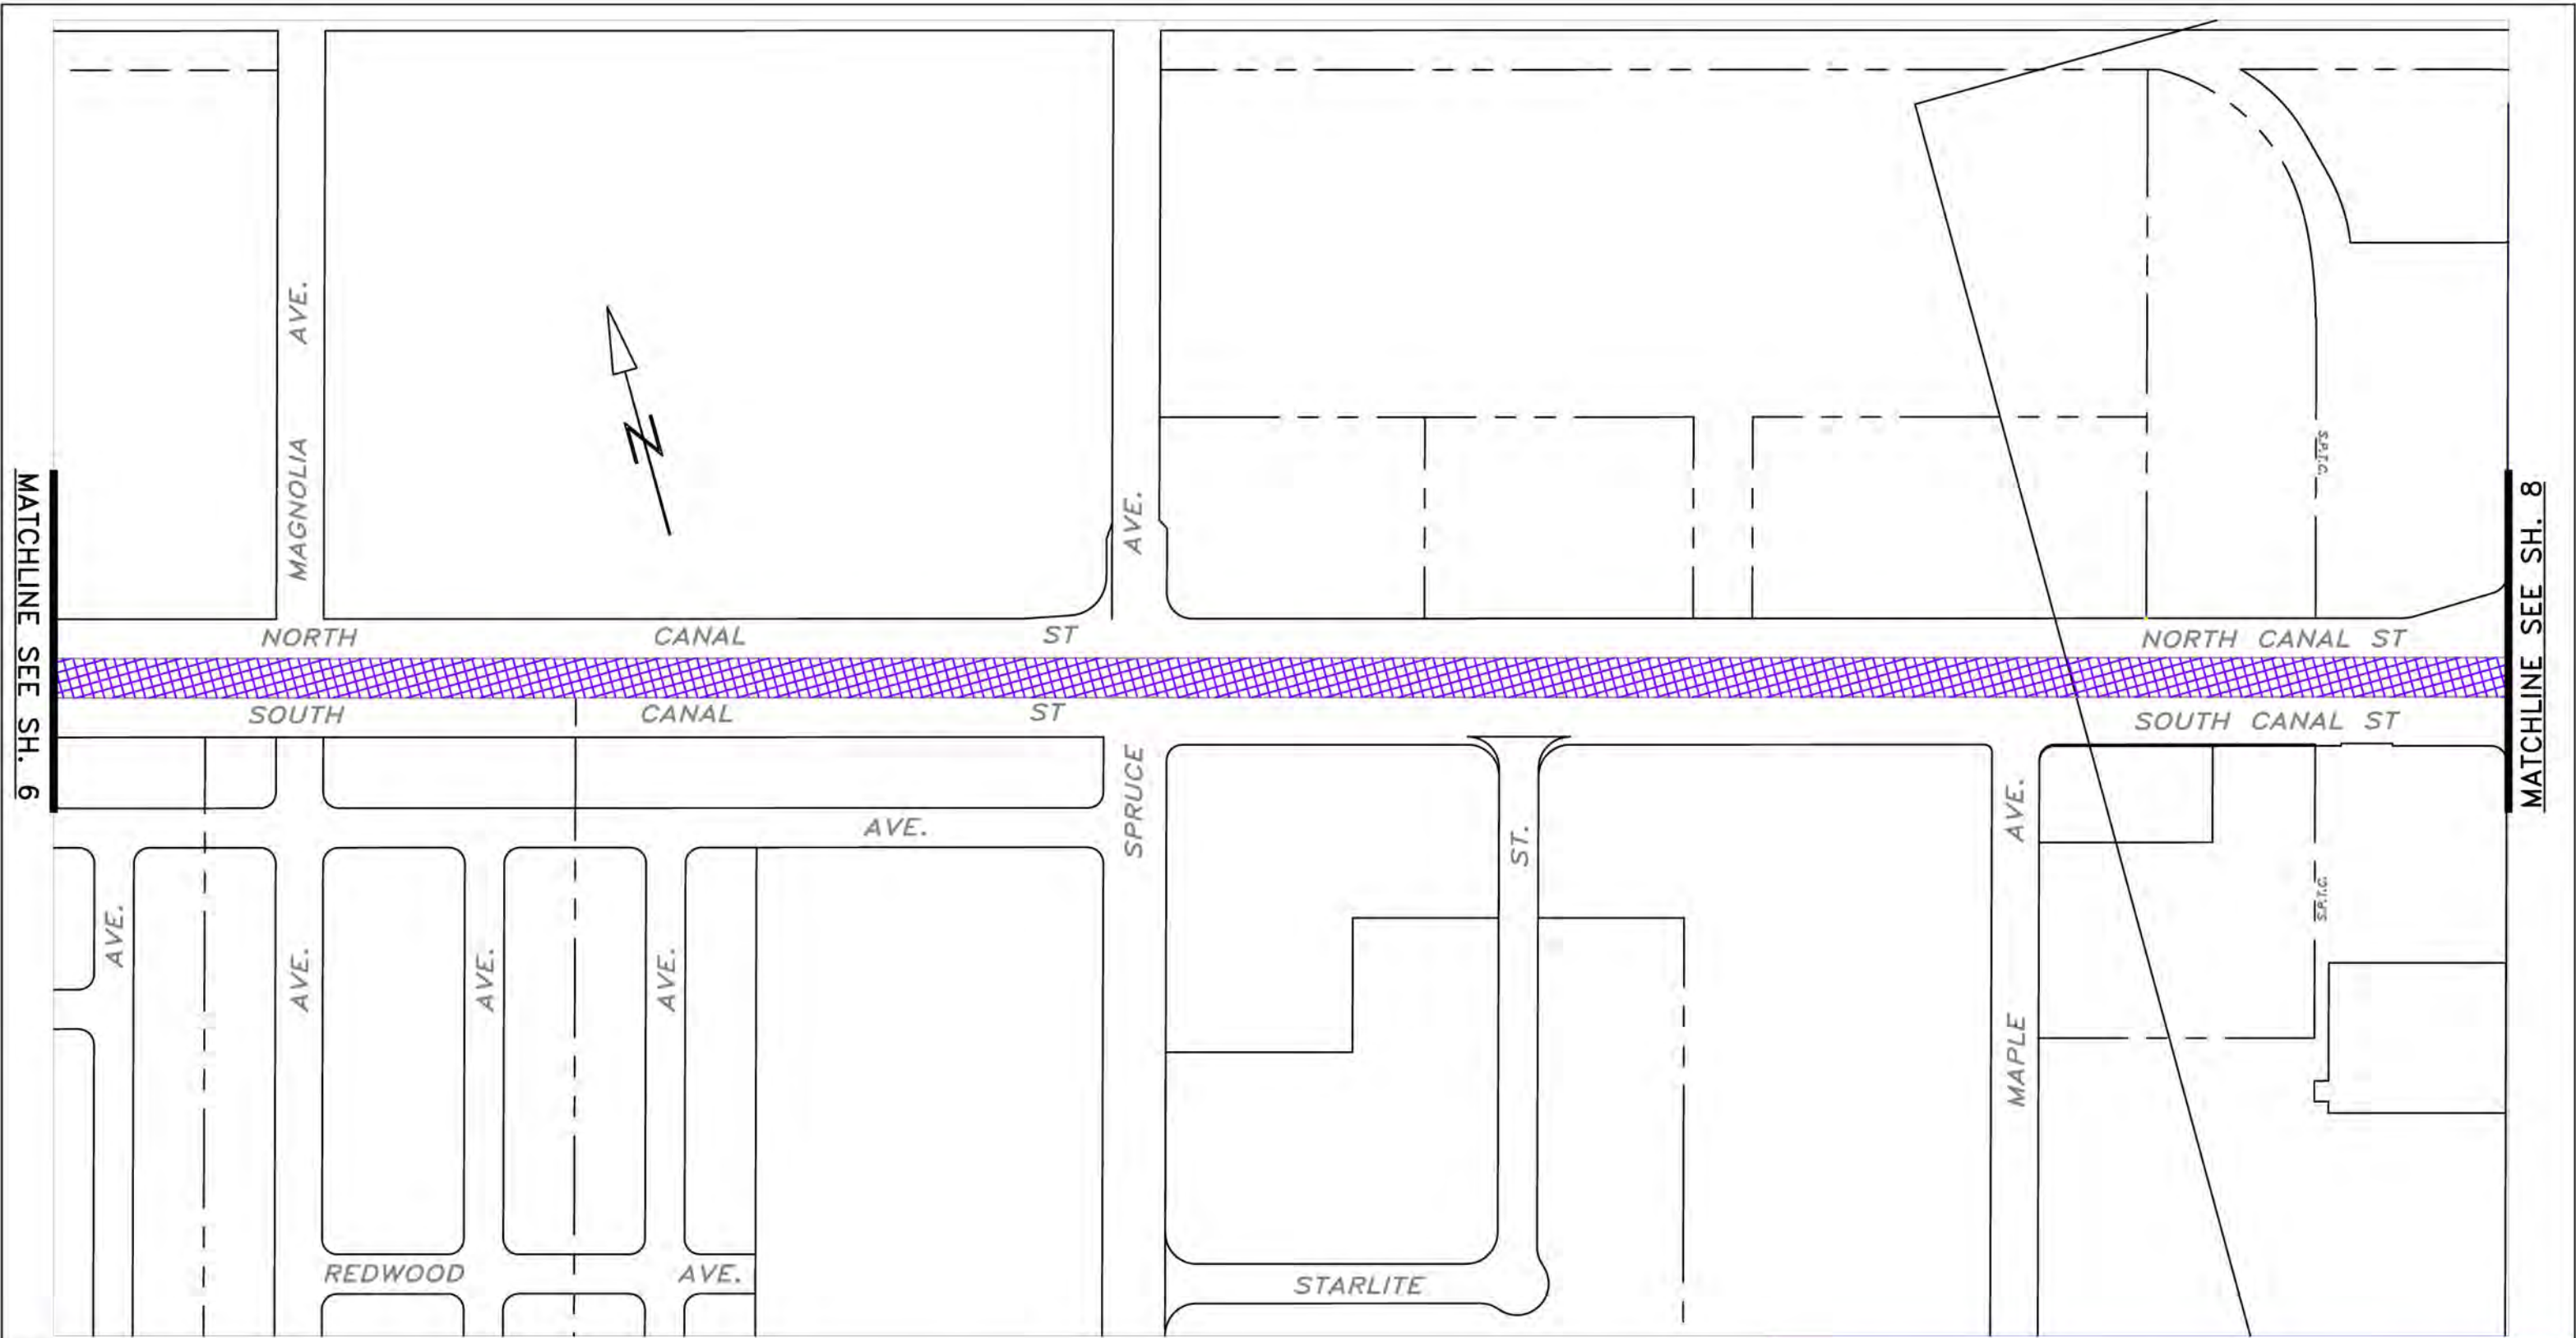 MAGNOLIA AVE.
N
AVE.
S.P.T.C.
MATCHLINE SEE SH. 6
MATCHLINE SEE SH. 8
NORTH CANAL ST
NORTH CANAL ST
SOUTH CANAL ST
SOUTH CANAL ST
SPRUCE
AVE.
ST.
AVE.
MAPLE
S.P.T.C.
AVE.
AVE.
AVE.
AVE.
REDWOOD AVE.
STARLITE